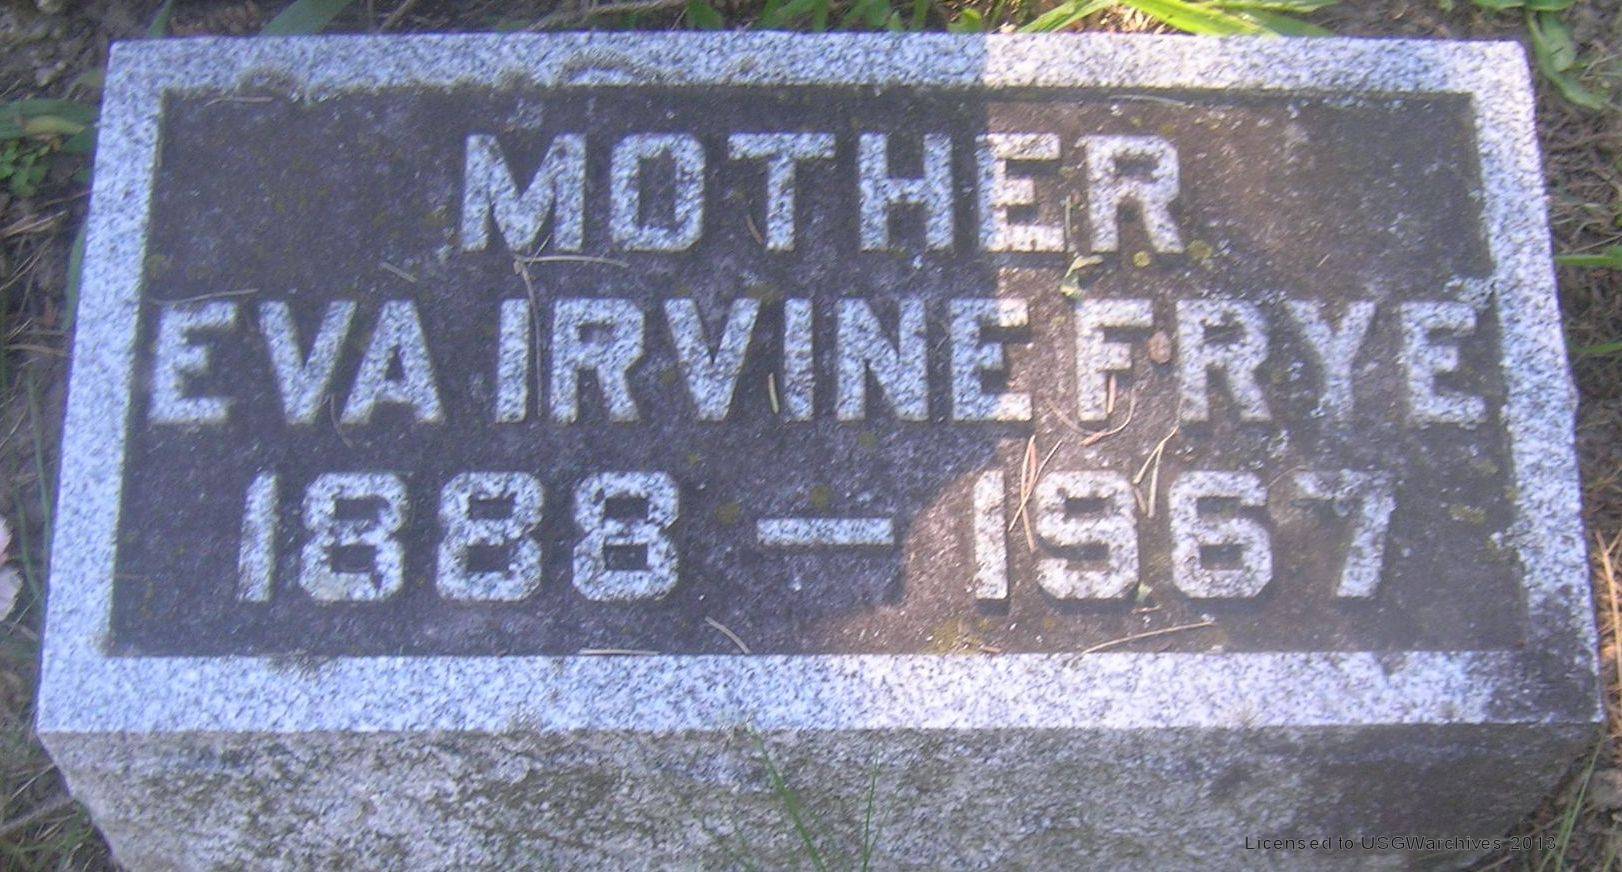 MOTHER
EVA IRVINE FRYE
1888 — 1967
Licensed to USGWarchives 2013